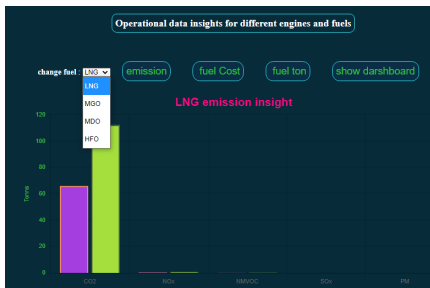 Operational data insights for different engines and fuels
change fuel : LNG emission fuel Cost fuel ton show darshboard
LNG
MGO
MDO
HFO
LNG emission insight
120
100
80
60
40
20
0
Tonns
CO2 NOx NMVOC SOx PM